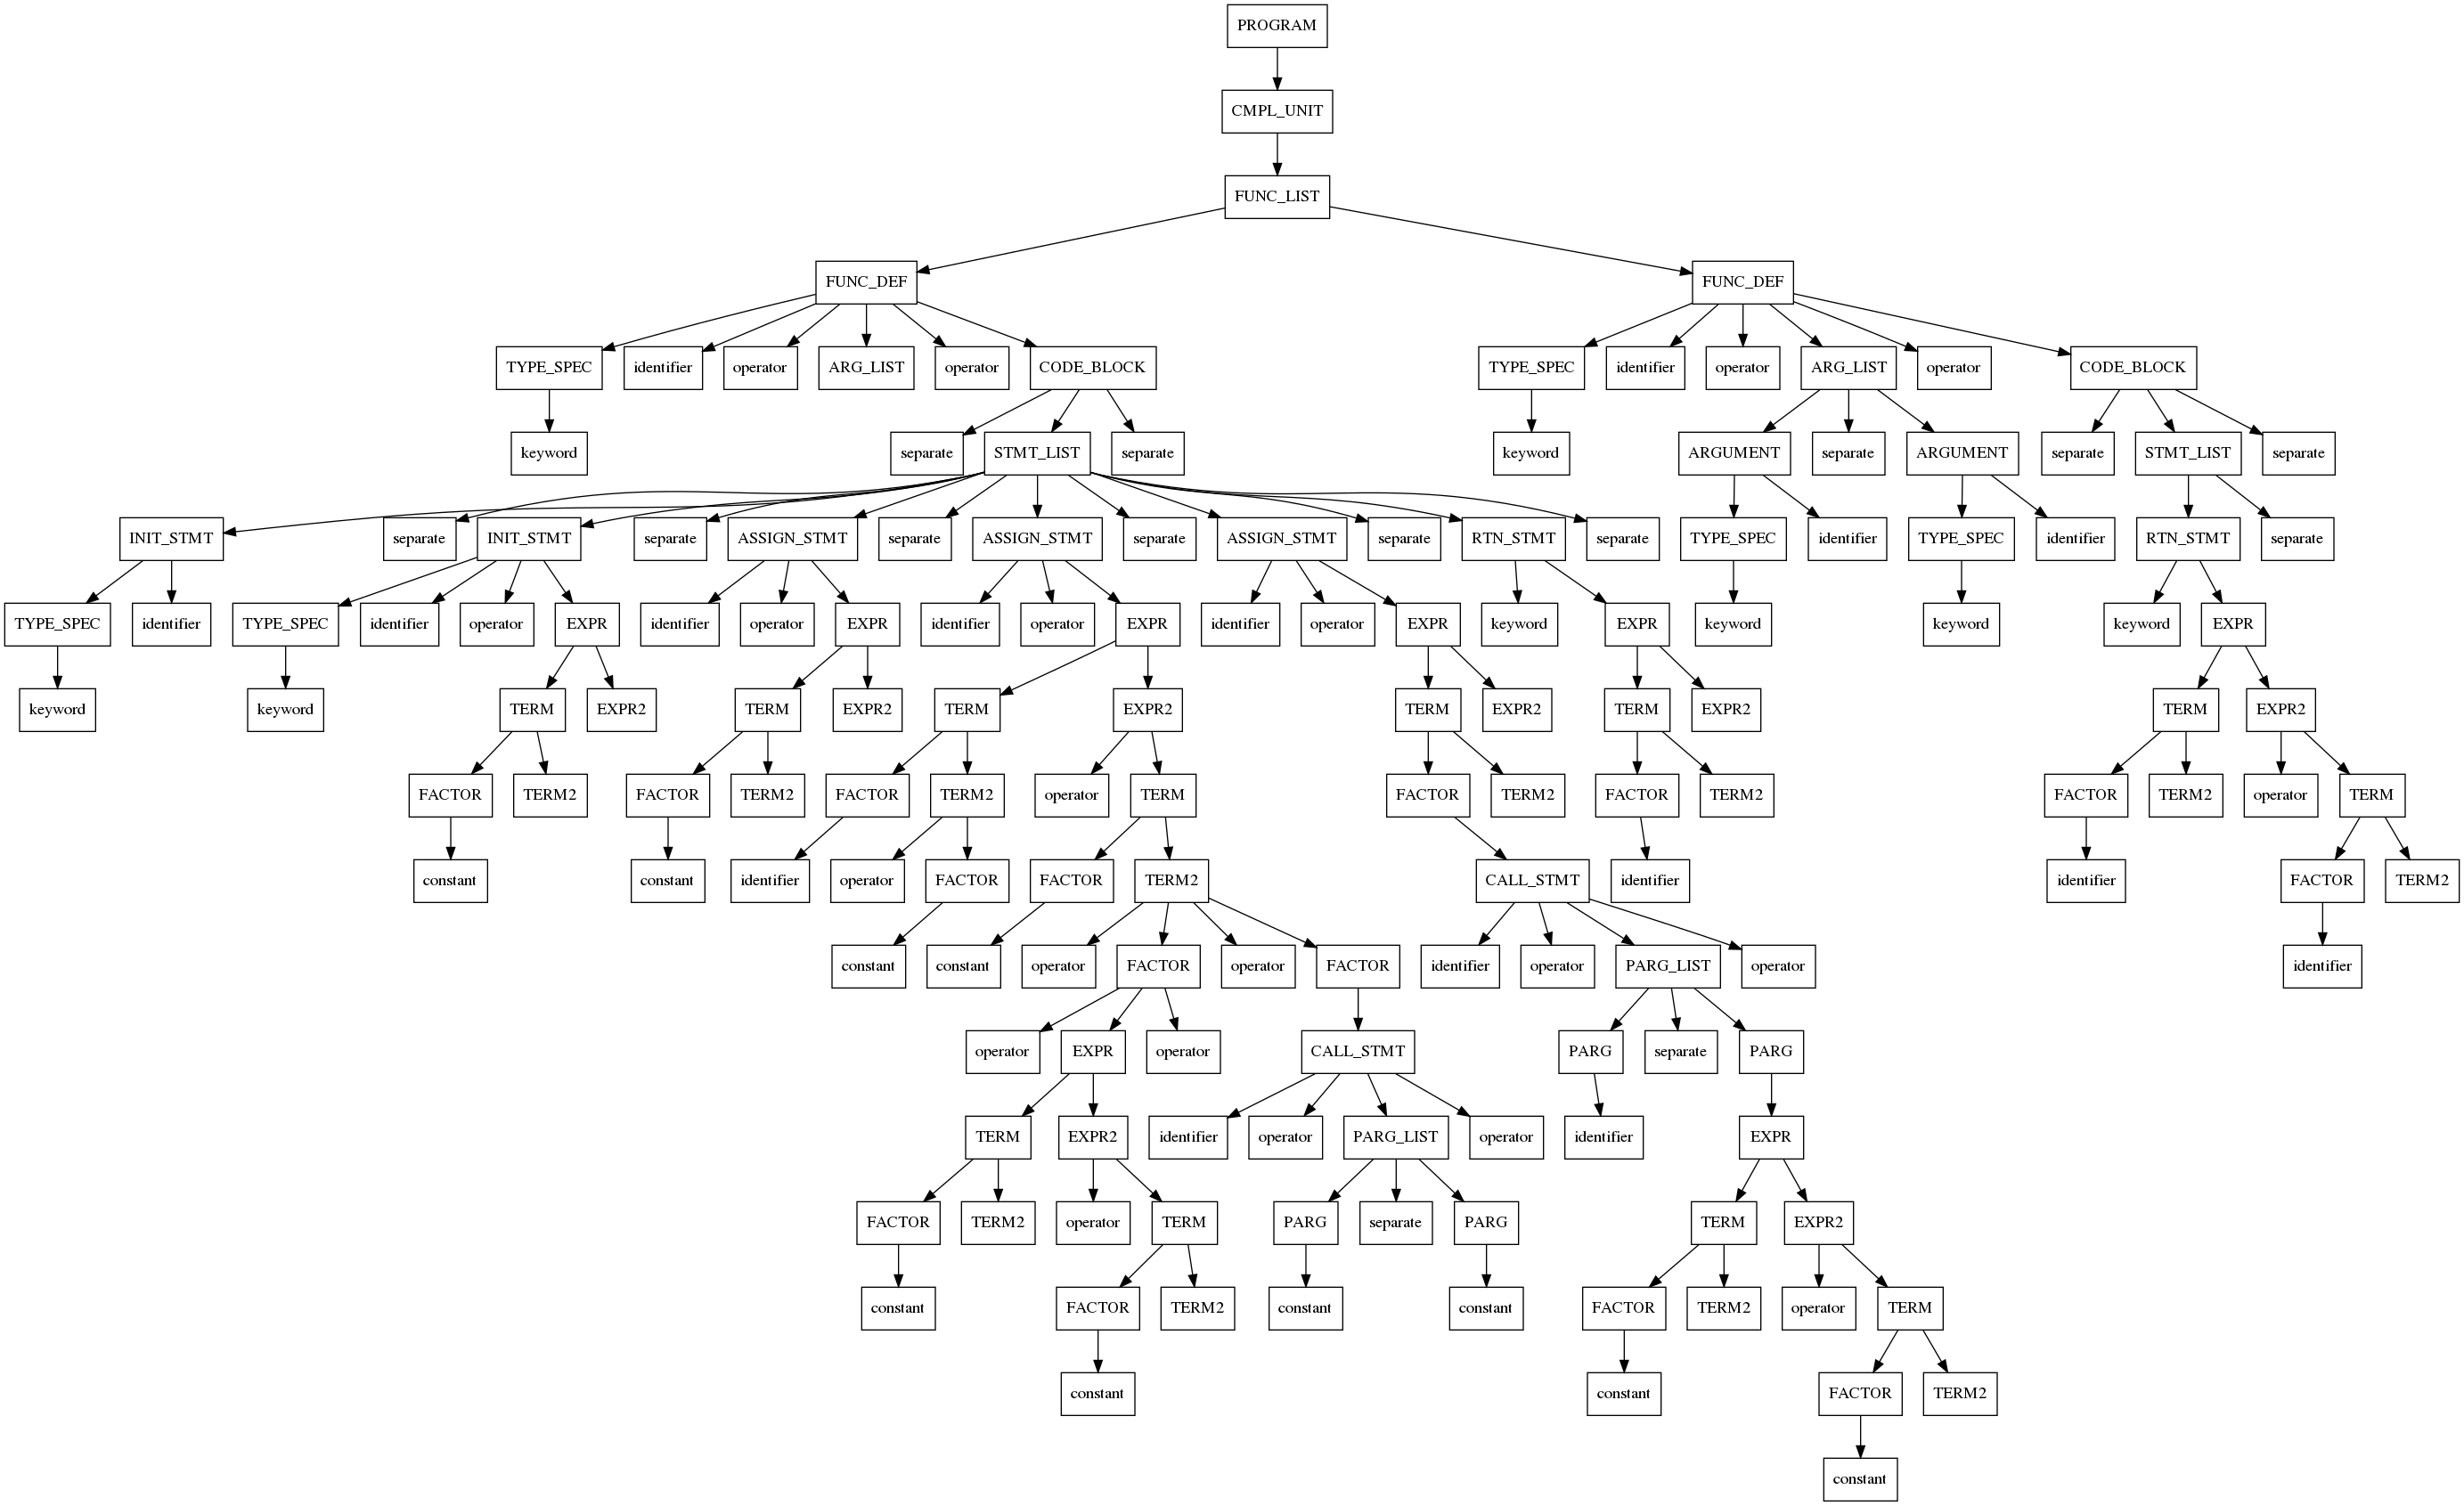 PROGRAM
CMPL_UNIT
FUNC_LIST
FUNC_DEF FUNC_DEF
TYPE_SPEC identifier operator ARG_LIST operator CODE_BLOCK TYPE_SPEC identifier operator ARG_LIST operator CODE_BLOCK
keyword separate STMT_LIST separate keyword ARGUMENT separate ARGUMENT separate STMT_LIST separate
INIT_STMT separate INIT_STMT separate ASSIGN_STMT separate ASSIGN_STMT separate ASSIGN_STMT separate RTN_STMT separate TYPE_SPEC identifier TYPE_SPEC identifier RTN_STMT separate
TYPE_SPEC identifier TYPE_SPEC identifier operator EXPR identifier operator EXPR identifier operator EXPR identifier operator EXPR keyword EXPR keyword keyword keyword EXPR
keyword keyword TERM EXPR2 TERM EXPR2 TERM EXPR2 TERM EXPR2 TERM EXPR2 TERM EXPR2
FACTOR TERM2 FACTOR TERM2 FACTOR TERM2 operator TERM FACTOR TERM2 FACTOR TERM2 FACTOR TERM2 operator TERM
constant constant identifier operator FACTOR FACTOR TERM2 CALL_STMT identifier identifier FACTOR TERM2
constant constant operator FACTOR operator FACTOR identifier operator PARG_LIST operator identifier
operator EXPR operator CALL_STMT PARG separate PARG
TERM EXPR2 identifier operator PARG_LIST operator identifier EXPR
FACTOR TERM2 operator TERM PARG separate PARG TERM EXPR2
constant FACTOR TERM2 constant constant FACTOR TERM2 operator TERM
constant constant FACTOR TERM2
constant